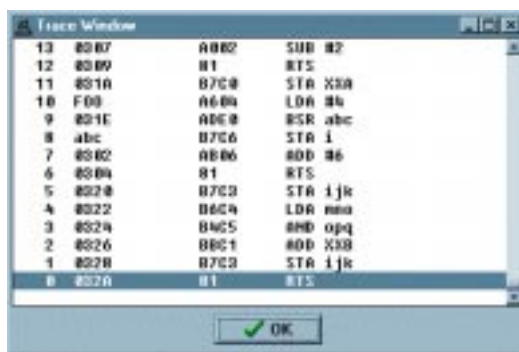 Trace Window
13 0307 A002 SUB #2
12 0309 81 RTS
11 031A B7C0 STA XXA
10 FOO A604 LDA #4
9 031E ADE0 BSR abc
8 abc B7C6 STA i
7 0302 AB06 ADD #6
6 0304 81 RTS
5 0320 B7C3 STA ijk
4 0322 B6C4 LDA mno
3 0324 B4C5 AND opq
2 0326 BBC1 ADD XXB
1 0328 B7C3 STA ijk
0 032A 81 RTS
OK